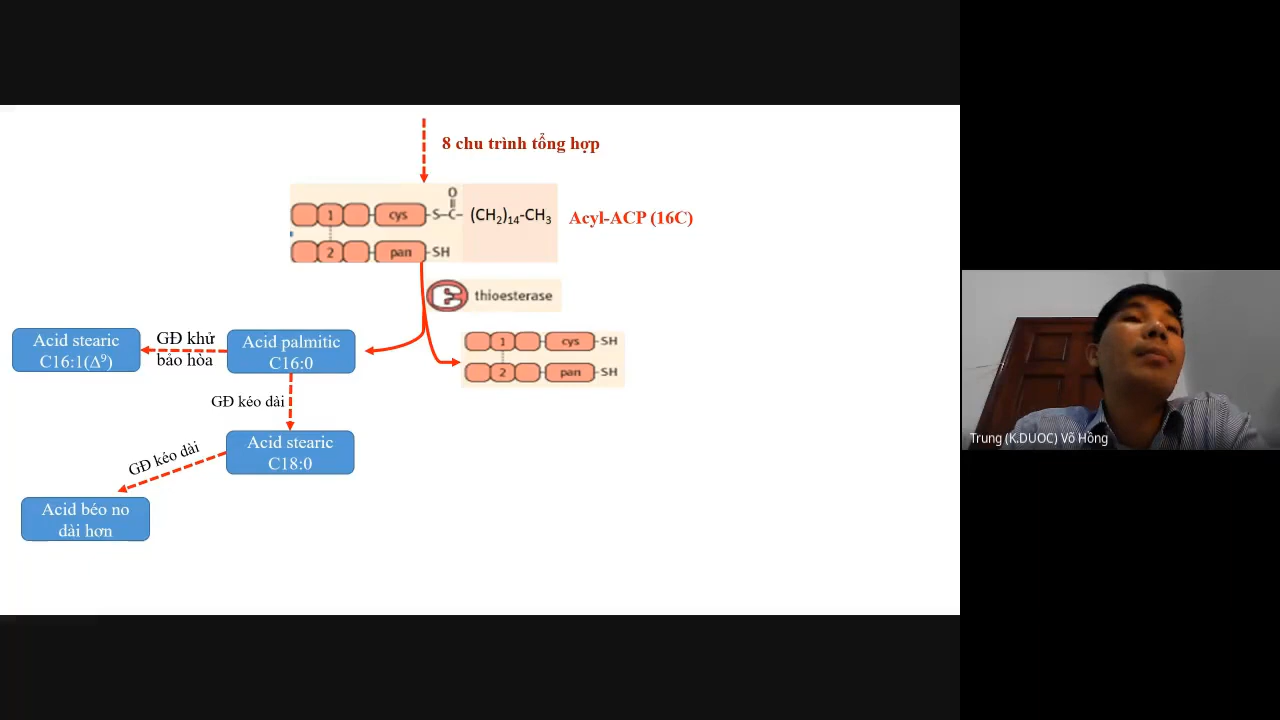 8 chu trình tổng hợp
O
1 cys -S-C- (CH₂)₁₄-CH₃
Acyl-ACP (16C)
2 pan -SH
E thioesterase
Acid stearic
C16:1(Δ⁹)
GĐ khử
bảo hòa
Acid palmitic
C16:0
1 cys -SH
2 pan -SH
GĐ kéo dài
Acid stearic
C18:0
GĐ kéo dài
Acid béo no
dài hơn
Trung (K.DUOC) Võ Hồng